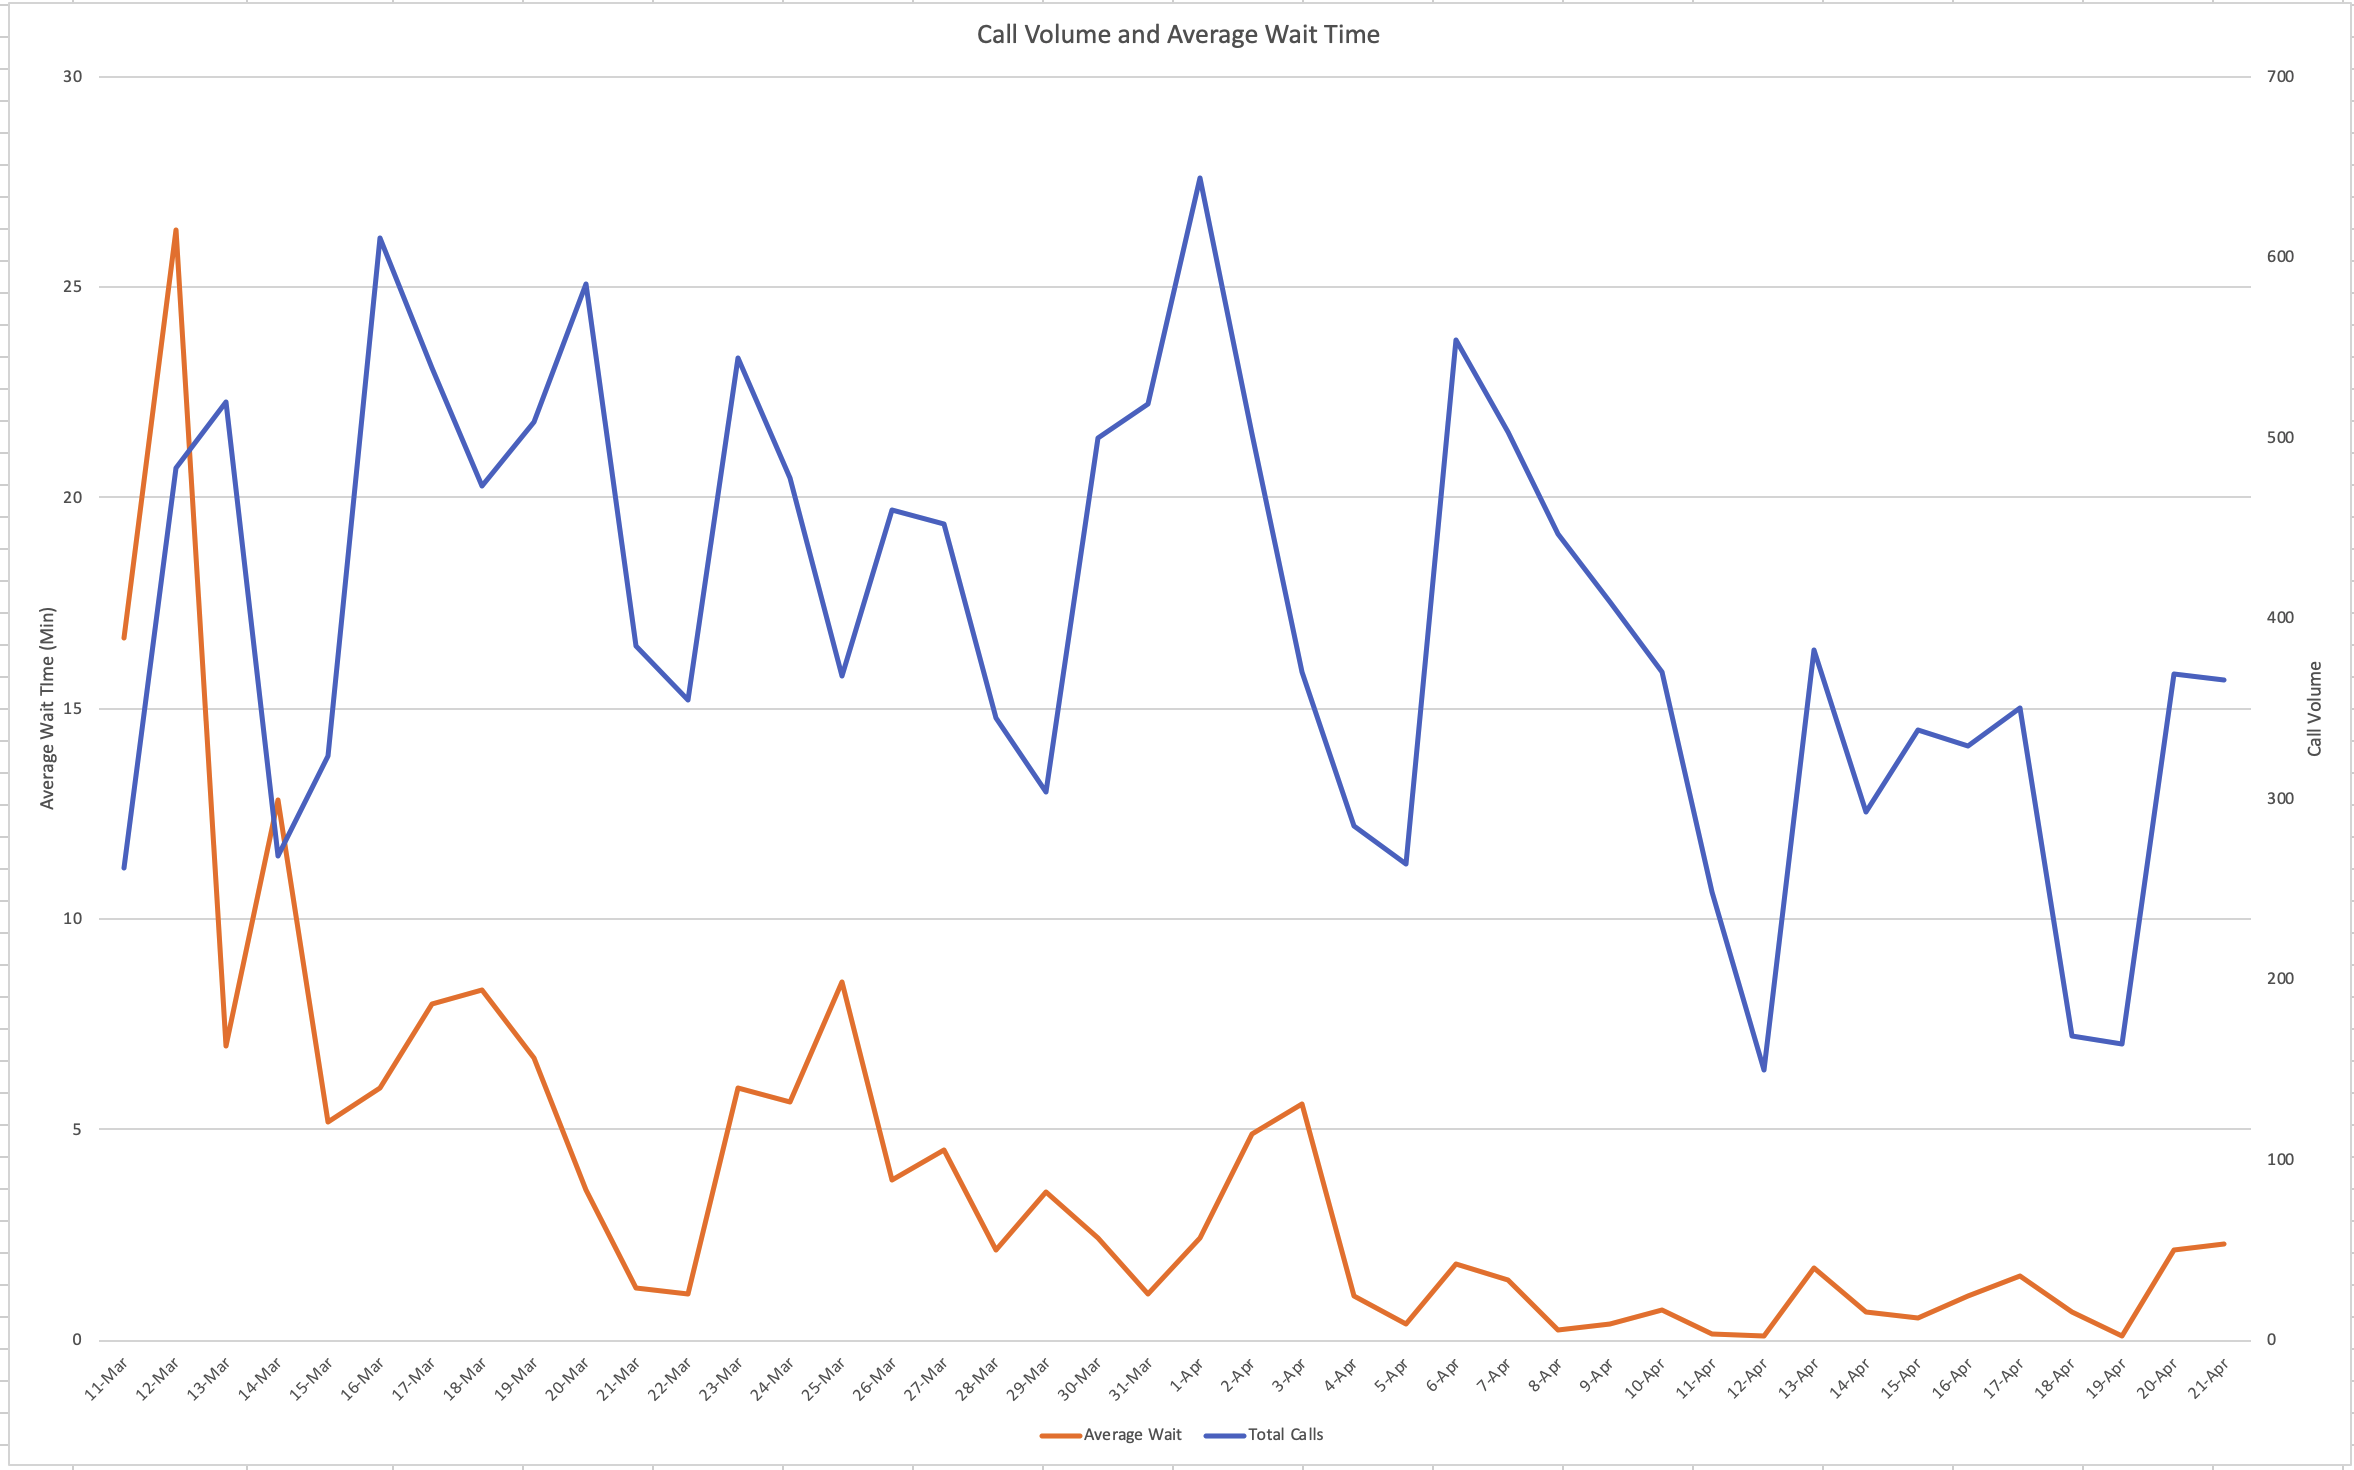 Call Volume and Average Wait Time
30
25
20
15
10
5
0
Average Wait TIme (Min)
700
600
500
400
300
200
100
0
Call Volume
11-Mar
12-Mar
13-Mar
14-Mar
15-Mar
16-Mar
17-Mar
18-Mar
19-Mar
20-Mar
21-Mar
22-Mar
23-Mar
24-Mar
25-Mar
26-Mar
27-Mar
28-Mar
29-Mar
30-Mar
31-Mar
1-Apr
2-Apr
3-Apr
4-Apr
5-Apr
6-Apr
7-Apr
8-Apr
9-Apr
10-Apr
11-Apr
12-Apr
13-Apr
14-Apr
15-Apr
16-Apr
17-Apr
18-Apr
19-Apr
20-Apr
21-Apr
Average Wait
Total Calls